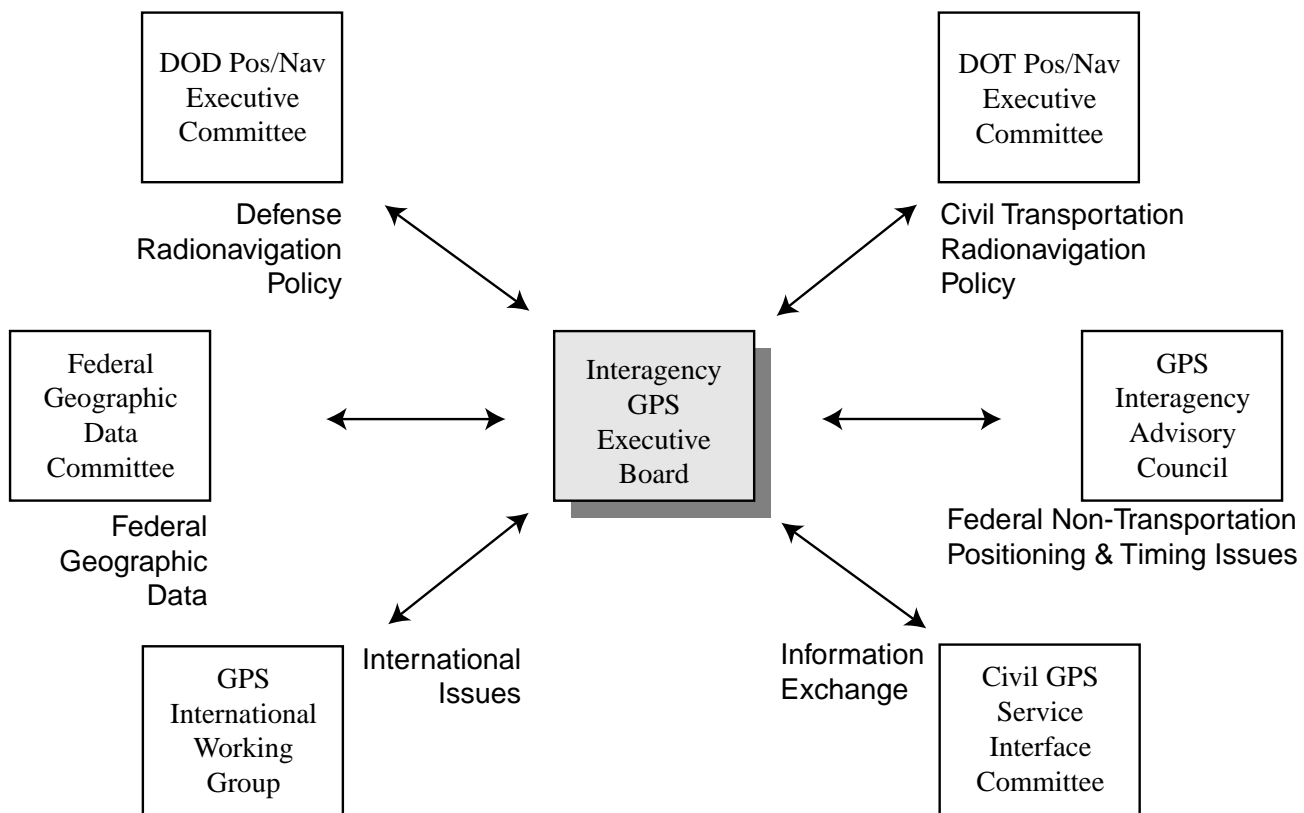 DOD Pos/Nav
Executive
Committee
DOT Pos/Nav
Executive
Committee
Defense
Radionavigation
Policy
Civil Transportation
Radionavigation
Policy
Federal
Geographic
Data
Committee
Interagency
GPS
Executive
Board
GPS
Interagency
Advisory
Council
Federal
Geographic
Data
Federal Non-Transportation
Positioning & Timing Issues
GPS
International
Working
Group
International
Issues
Information
Exchange
Civil GPS
Service
Interface
Committee